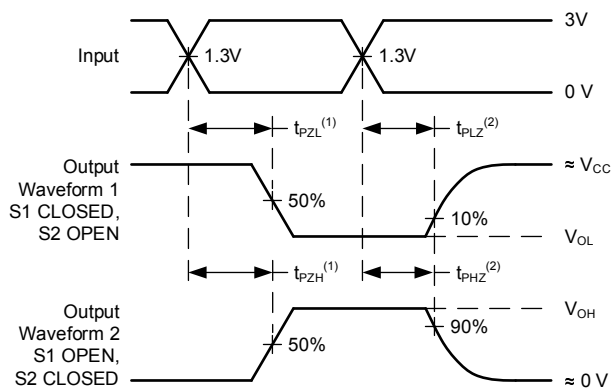 3V
Input
1.3V
1.3V
0 V
tPZL(1)
tPLZ(2)
Output
Waveform 1
S1 CLOSED,
S2 OPEN
≈ VCC
50%
10%
VOL
tPZH(1)
tPHZ(2)
Output
Waveform 2
S1 OPEN,
S2 CLOSED
VOH
90%
50%
≈ 0 V